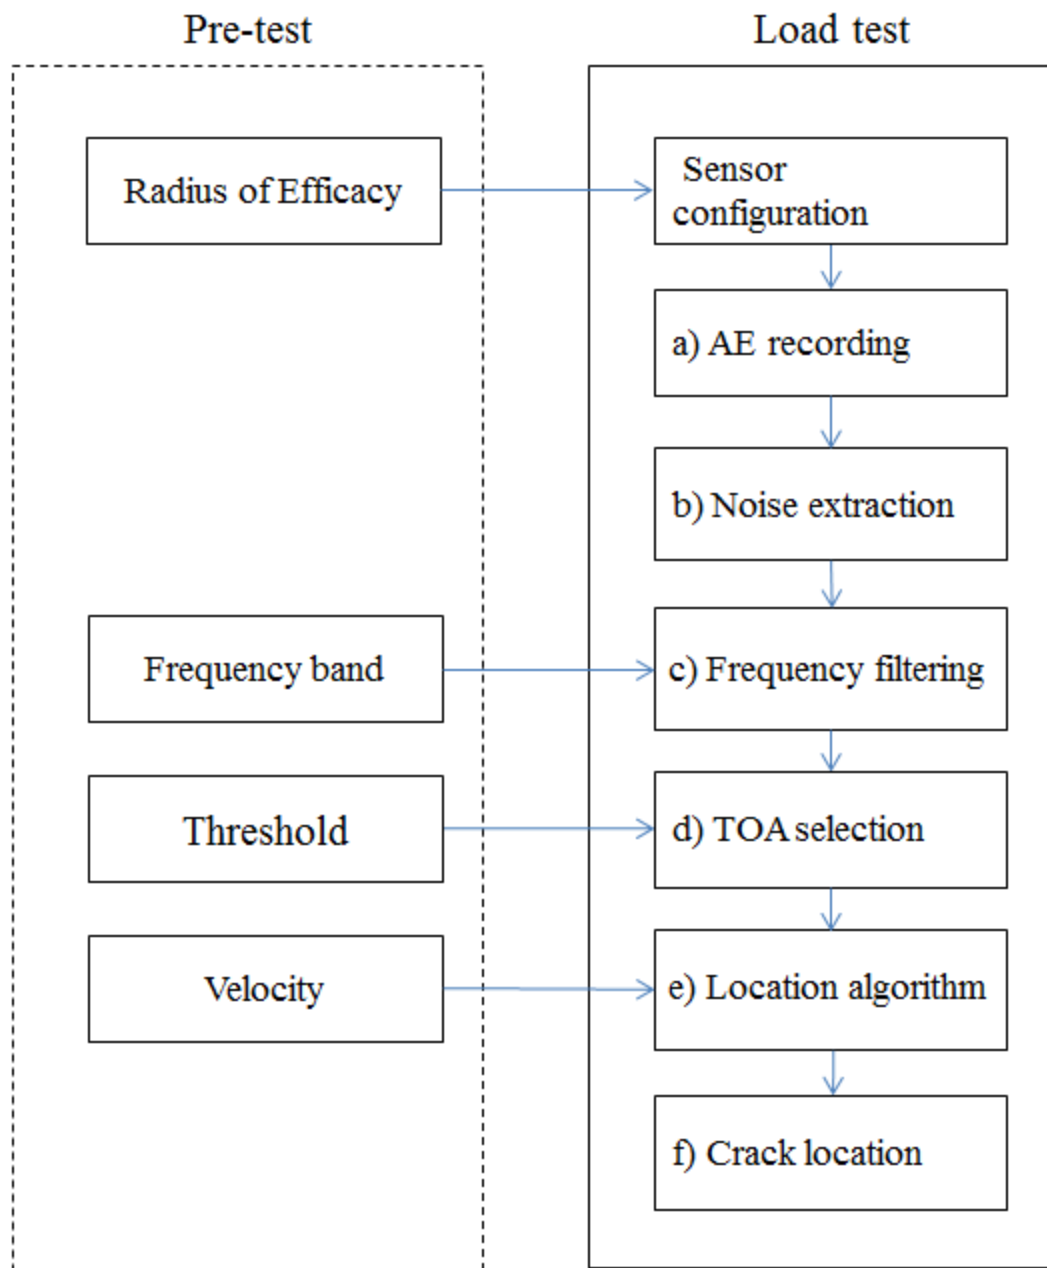 Pre-test
Load test
Radius of Efficacy
Sensor
configuration
a) AE recording
b) Noise extraction
Frequency band
c) Frequency filtering
Threshold
d) TOA selection
Velocity
e) Location algorithm
f) Crack location